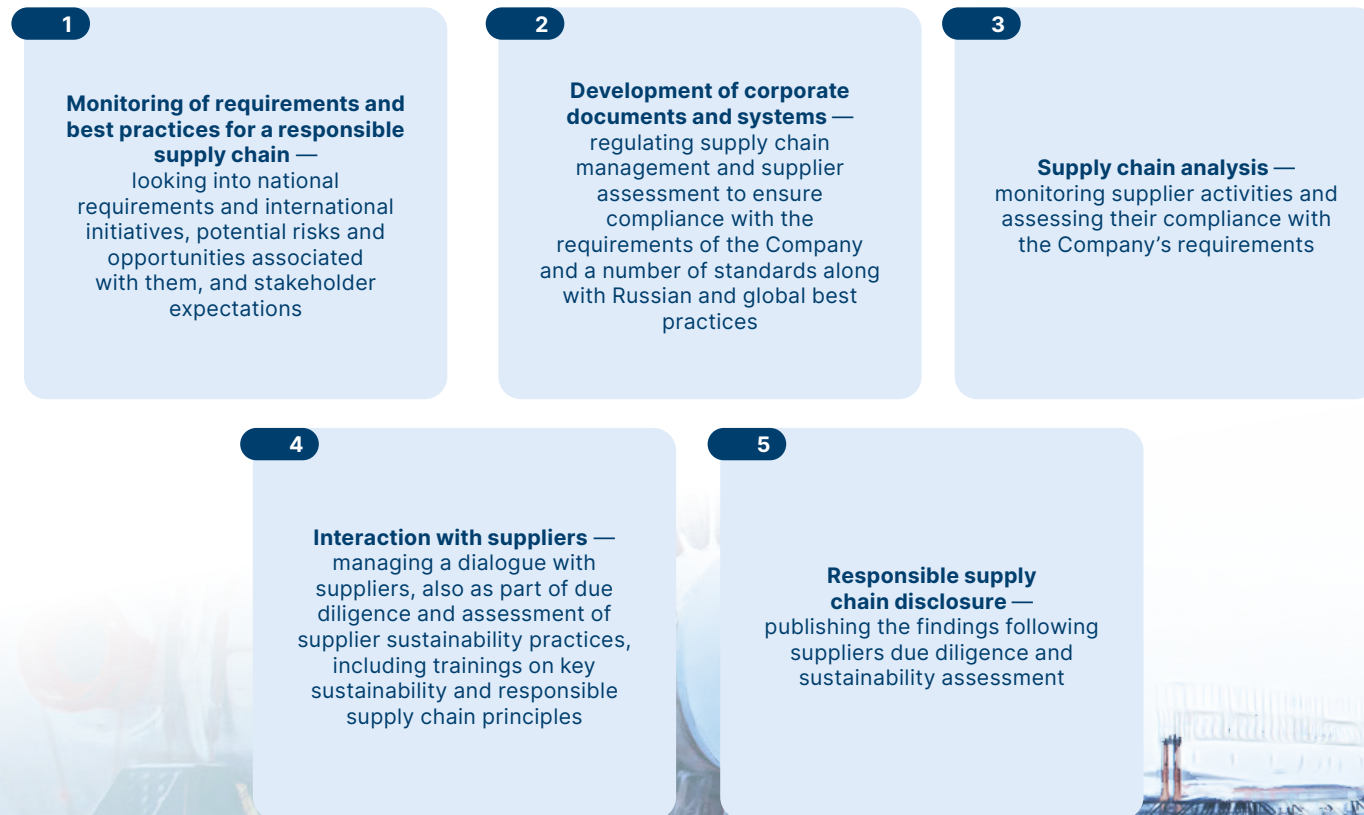 1
Monitoring of requirements and
best practices for a responsible
supply chain —
looking into national
requirements and international
initiatives, potential risks and
opportunities associated
with them, and stakeholder
expectations
2
Development of corporate
documents and systems —
regulating supply chain
management and supplier
assessment to ensure
compliance with the
requirements of the Company
and a number of standards along
with Russian and global best
practices
3
Supply chain analysis —
monitoring supplier activities and
assessing their compliance with
the Company’s requirements
4
Interaction with suppliers —
managing a dialogue with
suppliers, also as part of due
diligence and assessment of
supplier sustainability practices,
including trainings on key
sustainability and responsible
supply chain principles
5
Responsible supply
chain disclosure —
publishing the findings following
suppliers due diligence and
sustainability assessment